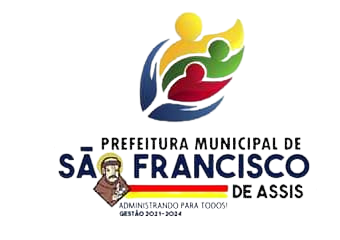 PREFEITURA MUNICIPAL DE
SÃO FRANCISCO
DE ASSIS
ADMINISTRANDO PARA TODOS!
GESTÃO 2021-2024